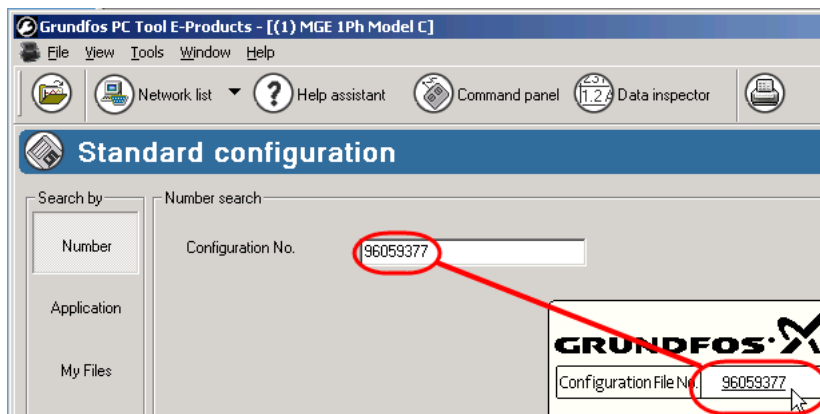 Grundfos PC Tool E-Products - [(1) MGE 1Ph Model C]
File View Tools Window Help
Network list Help assistant Command panel Data inspector
1.2
Standard configuration
Search by
Number search
Number
Configuration No.
96059377
Application
GRUNDFOS
My Files
Configuration File No.
96059377